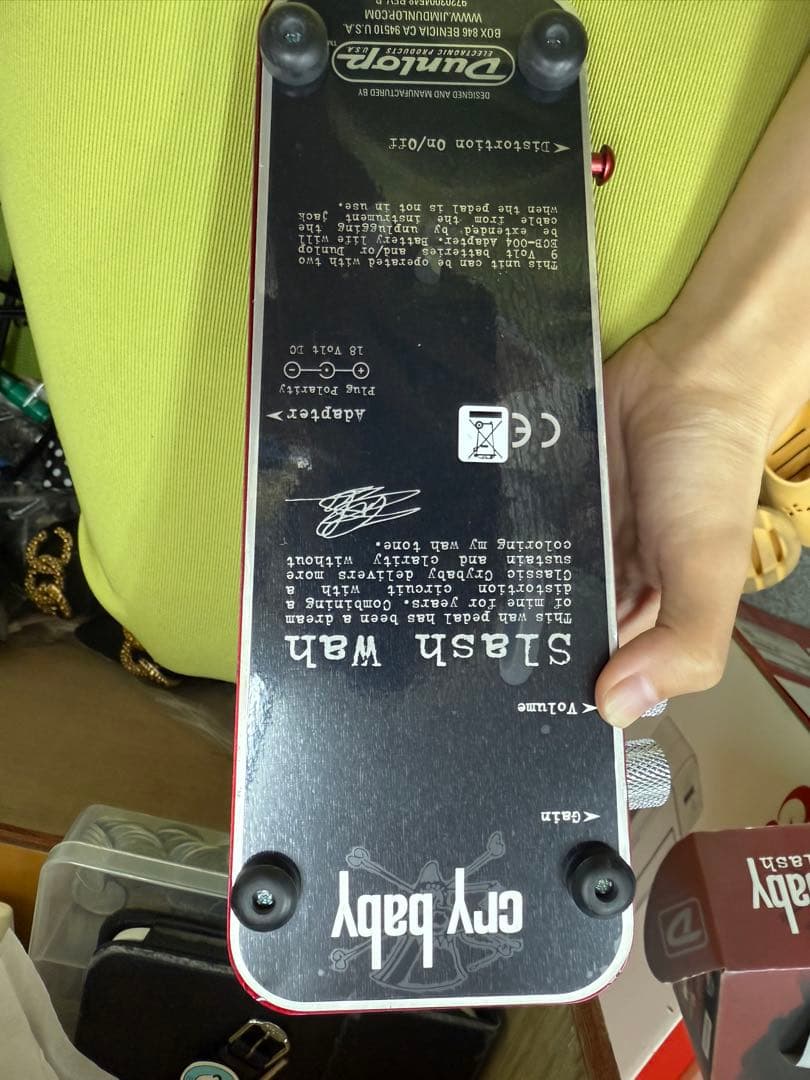 cry baby
Gain
Volume
Slash Wah
This wah pedal has been a dream
of mine for years. Combining a
distortion circuit with a
Classic Crybaby delivers more
sustain and clarity without
coloring my wah tone.
CE
Adapter
Plug Polarity
+ -
18 Volt DC
This unit can be operated with two
9 Volt batteries and/or Dunlop
ECB-004 Adapter. Battery life will
be extended by unplugging the
cable from the instrument jack
when the pedal is not in use.
Distortion On/Off
DESIGNED AND MANUFACTURED BY
DUNLOP
ELECTRONIC PRODUCTS U.S.A
TM
BOX 846 BENICIA CA 94510 U.S.A.
WWW.JIMDUNLOP.COM
baby
lash